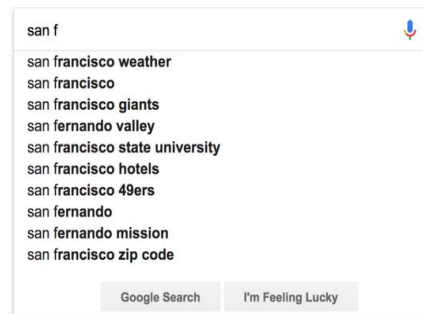 san f
san francisco weather
san francisco
san francisco giants
san fernando valley
san francisco state university
san francisco hotels
san francisco 49ers
san fernando
san fernando mission
san francisco zip code
Google Search I'm Feeling Lucky